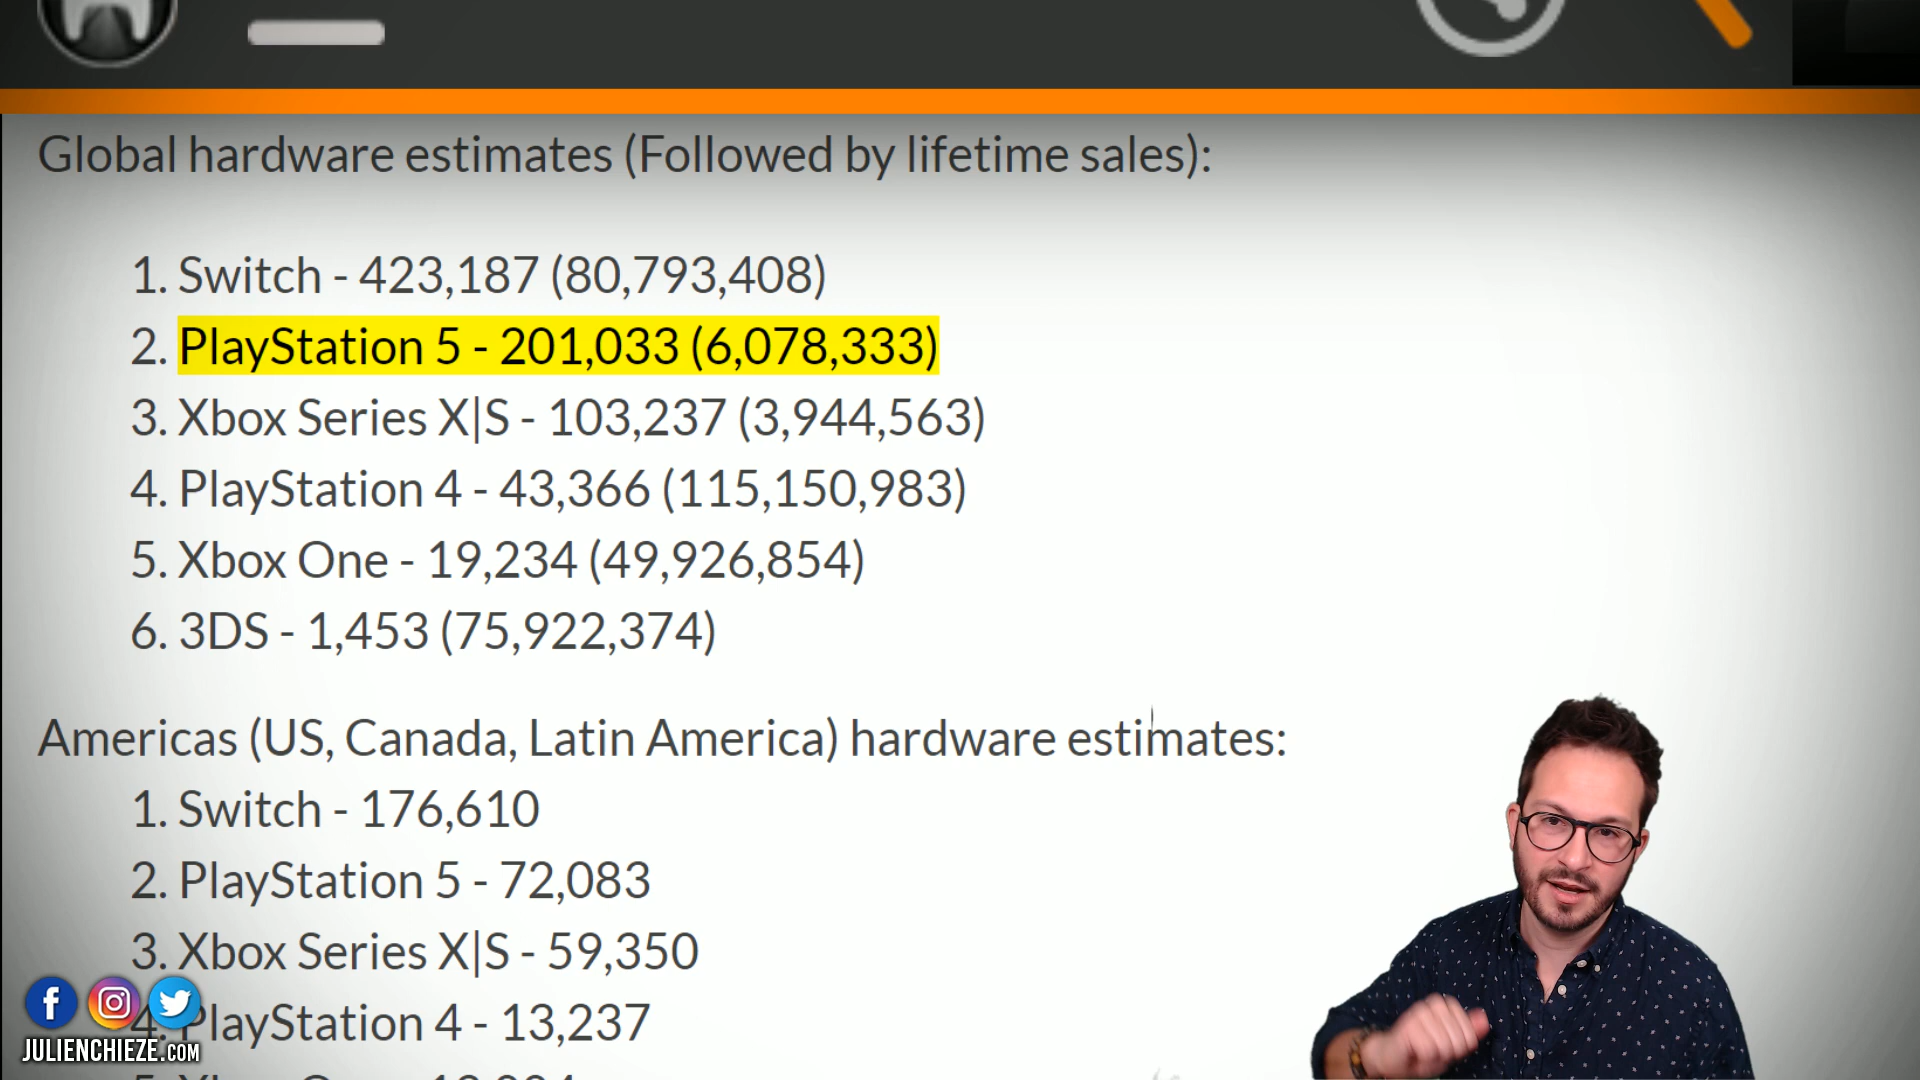 Global hardware estimates (Followed by lifetime sales):
1. Switch - 423,187 (80,793,408)
2. PlayStation 5 - 201,033 (6,078,333)
3. Xbox Series X|S - 103,237 (3,944,563)
4. PlayStation 4 - 43,366 (115,150,983)
5. Xbox One - 19,234 (49,926,854)
6. 3DS - 1,453 (75,922,374)
Americas (US, Canada, Latin America) hardware estimates:
1. Switch - 176,610
2. PlayStation 5 - 72,083
3. Xbox Series X|S - 59,350
4. PlayStation 4 - 13,237
JULIENCHIEZE.COM